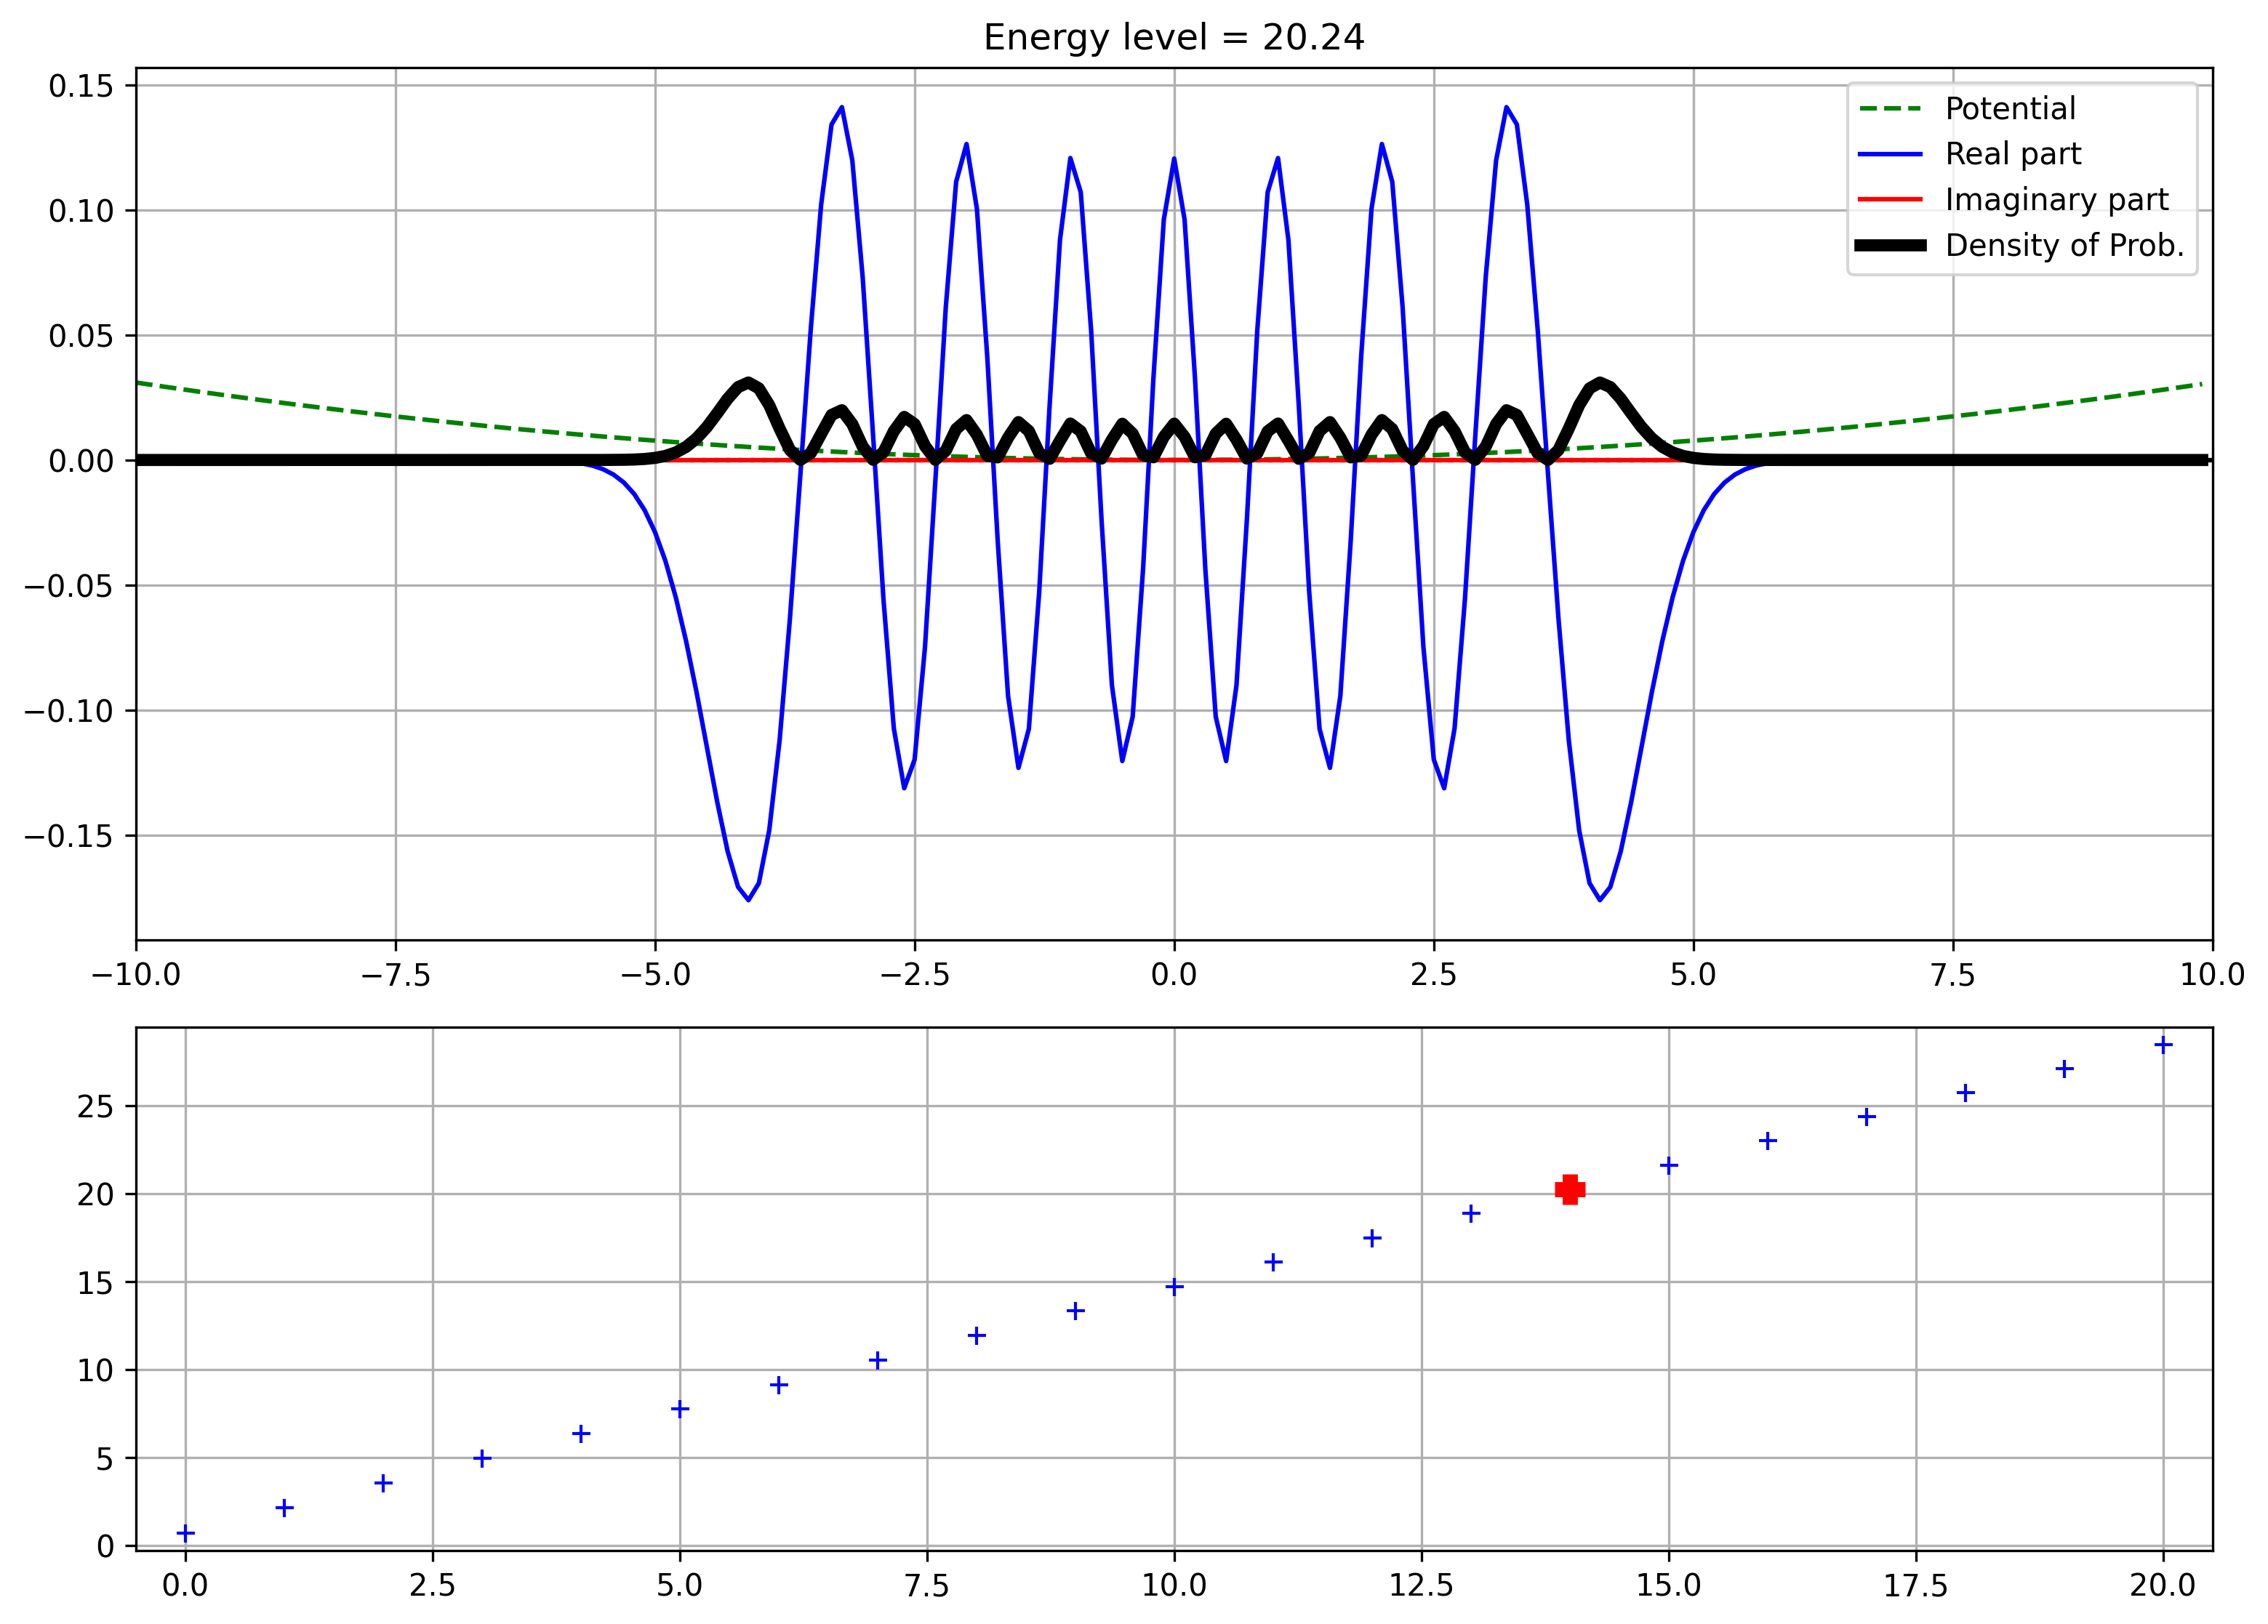 Energy level = 20.24
0.15
0.10
0.05
0.00
−0.05
−0.10
−0.15
Potential
Real part
Imaginary part
Density of Prob.
−10.0 −7.5 −5.0 −2.5 0.0 2.5 5.0 7.5 10.0
25
20
15
10
5
0
0.0 2.5 5.0 7.5 10.0 12.5 15.0 17.5 20.0